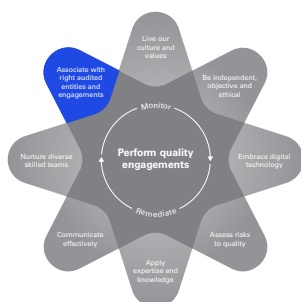 Live our
culture and
values
Associate with
right audited
entities and
engagements
Be independent,
objective and
ethical
Monitor
Nurture diverse
skilled teams
Perform quality
engagements
Embrace digital
technology
Remediate
Communicate
effectively
Assess risks
to quality
Apply
expertise and
knowledge